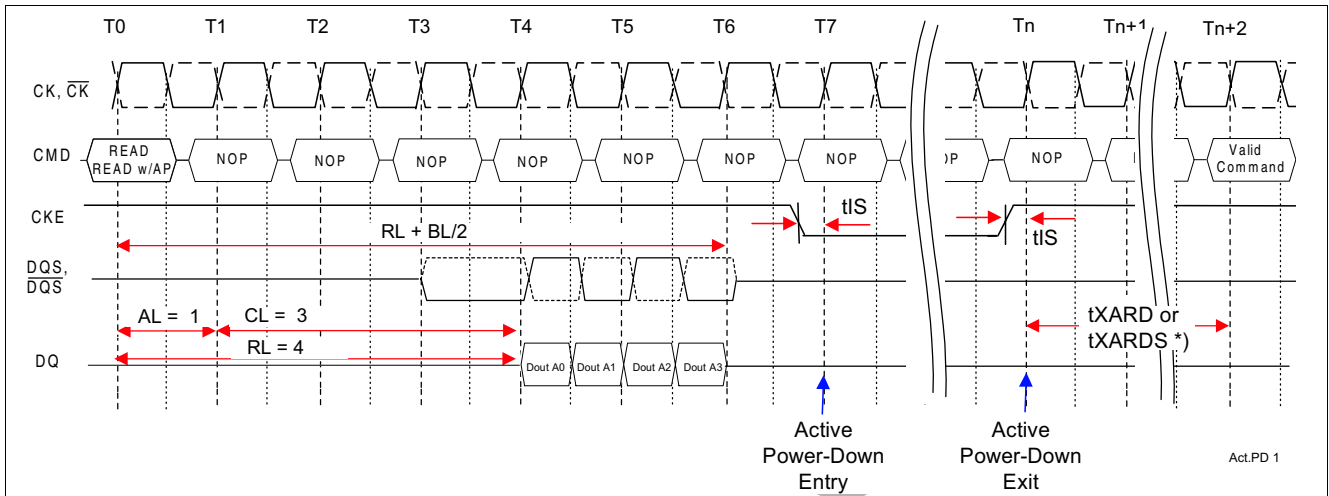 T0 T1 T2 T3 T4 T5 T6 T7 Tn Tn+1 Tn+2
CK, CK
CMD READ NOP NOP NOP NOP NOP NOP NOP OP NOP Valid
READ w/AP Command
CKE tIS tIS
RL + BL/2
DQS,
DQS
AL = 1 CL = 3 tXARD or
RL = 4 tXARDS *)
DQ Dout A0 Dout A1 Dout A2 Dout A3
Active Active
Power-Down Power-Down Act.PD 1
Entry Exit